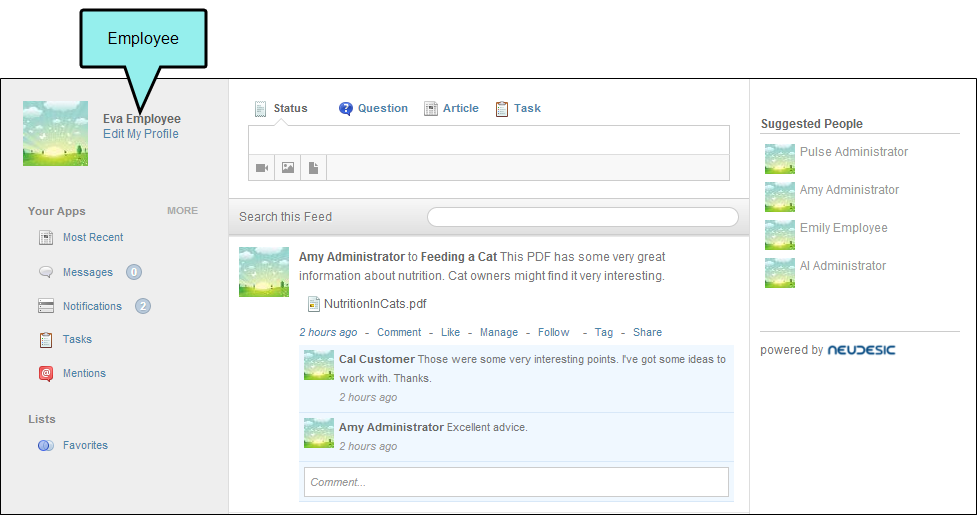 Employee
Eva Employee
Edit My Profile
Your Apps MORE
Most Recent
Messages 0
Notifications 2
Tasks
Mentions
Lists
Favorites
Status Question Article Task
Search this Feed
Amy Administrator to Feeding a Cat This PDF has some very great
information about nutrition. Cat owners might find it very interesting.
NutritionInCats.pdf
2 hours ago - Comment - Like - Manage - Follow - Tag - Share
Cal Customer Those were some very interesting points. I've got some ideas to
work with. Thanks.
2 hours ago
Amy Administrator Excellent advice.
2 hours ago
Comment...
Suggested People
Pulse Administrator
Amy Administrator
Emily Employee
Al Administrator
powered by NEUDESIC